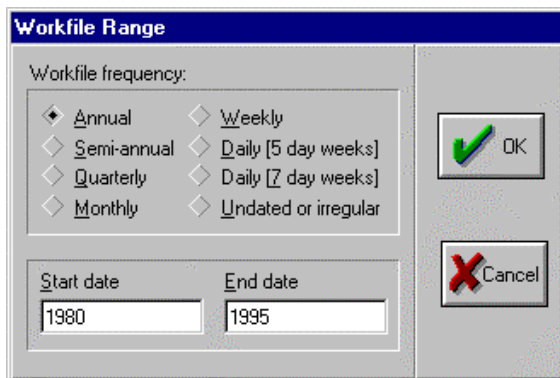 Workfile Range
Workfile frequency:
Annual
Semi-annual
Quarterly
Monthly
Weekly
Daily [5 day weeks]
Daily [7 day weeks]
Undated or irregular
Start date
1980
End date
1995
OK
Cancel